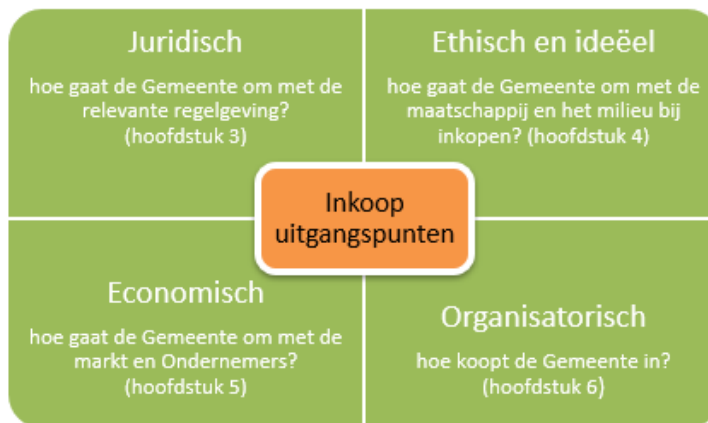 Juridisch
hoe gaat de Gemeente om met de
relevante regelgeving?
(hoofdstuk 3)
Ethisch en ideëel
hoe gaat de Gemeente om met de
maatschappij en het milieu bij
inkopen? (hoofdstuk 4)
Inkoop
uitgangspunten
Economisch
hoe gaat de Gemeente om met de
markt en Ondernemers?
(hoofdstuk 5)
Organisatorisch
hoe koopt de Gemeente in?
(hoofdstuk 6)